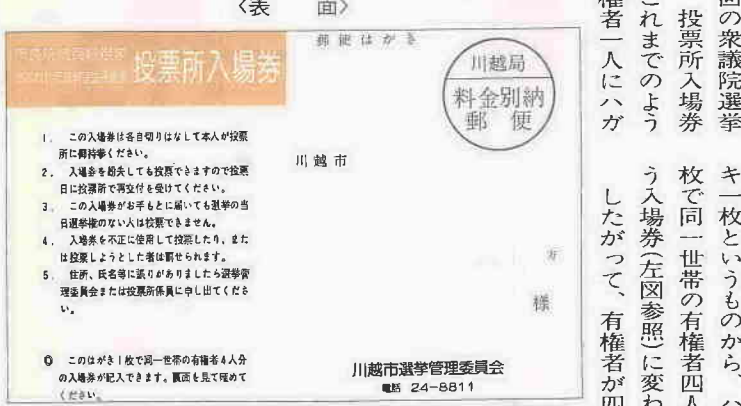 回の衆議院選挙
投票所入場券
これまでのよう
権者一人にハガ
キ一枚というものから、ハ
枚で同一世帯の有権者四人
う入場券(左図参照)に変わ
したがって、有権者が四
〈表 面〉
投票所入場券
郵便はがき
川越局
料金別納
郵 便
1. この入場券は各自切りはなして本人が投票
所に御持参ください。
2. 入場券を紛失しても投票できますので投票
日に投票所で再交付を受けてください。
3. この入場券がお手もとに届いても選挙の当
日選挙権のない人は投票できません。
4. 入場券を不正に使用して投票したり、また
は投票しようとした者は罰せられます。
5. 住所、氏名等に誤りがありましたら選挙管
理委員会または投票所係員に申し出てくださ
い。
◎ このはがき1枚で同一世帯の有権者4人分
の入場券が記入できます。裏面を見て確めて
ください。
川越市
方
様
川越市選挙管理委員会
電話 24-8811